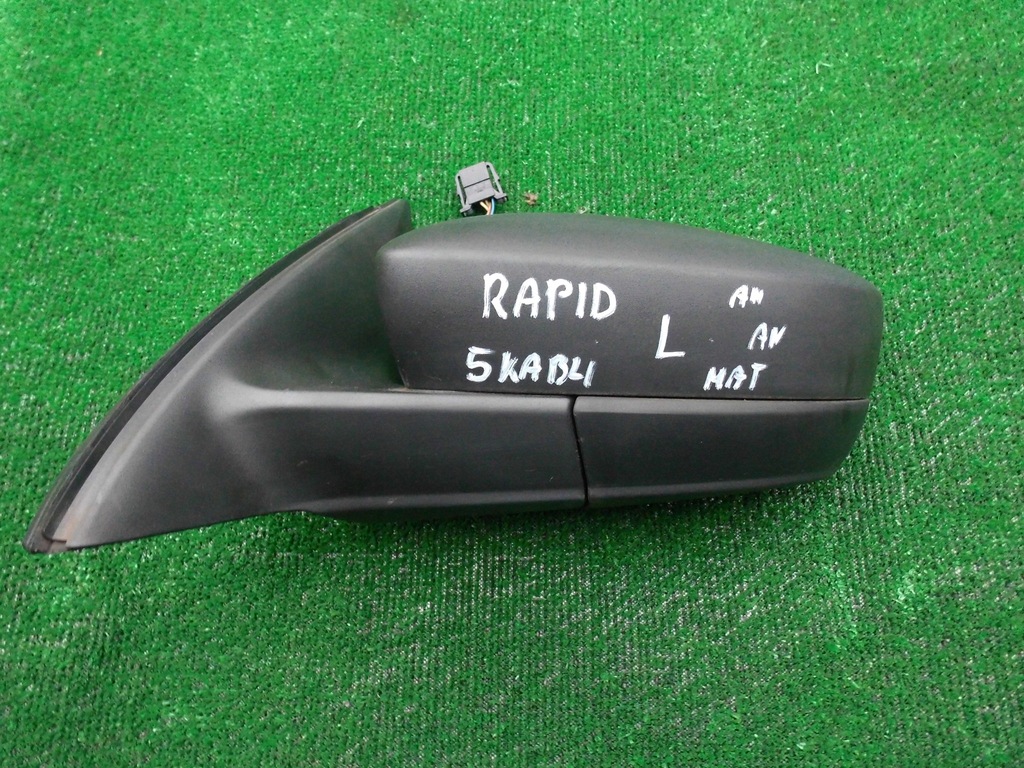 RAPID
L
5KABLI
AN
AN
MAT